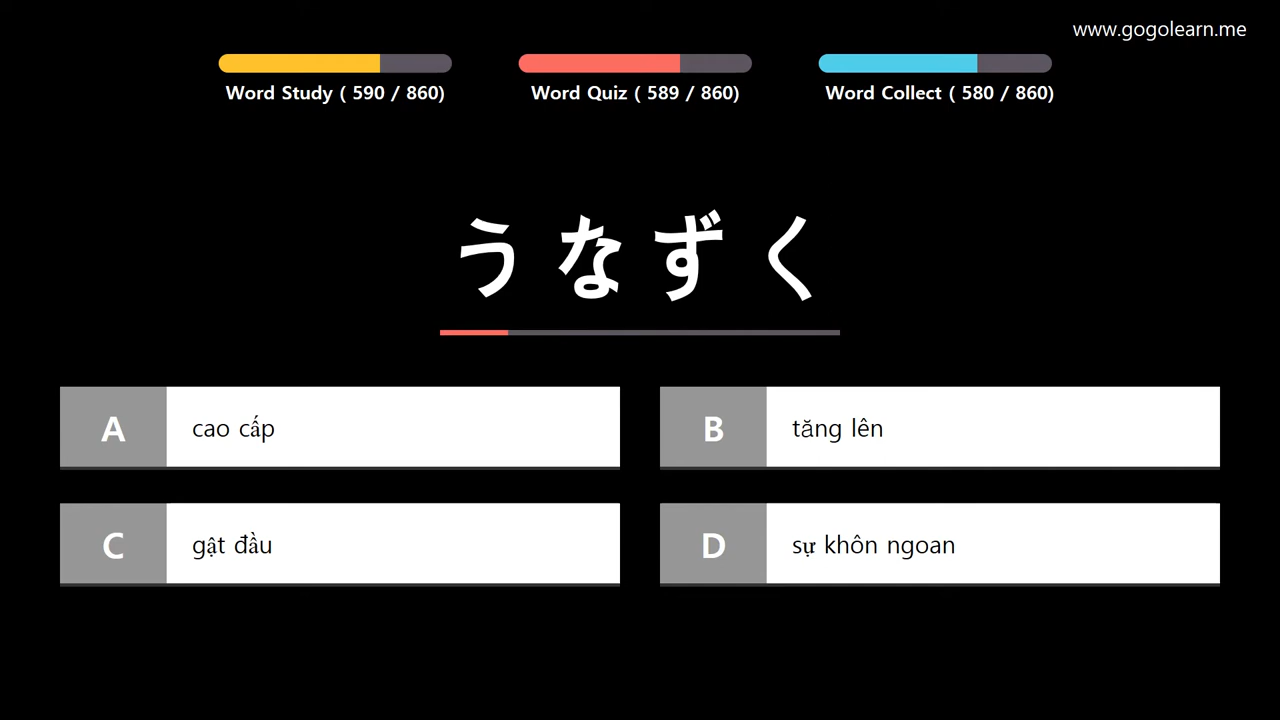 www.gogolearn.me
Word Study ( 590 / 860)
Word Quiz ( 589 / 860)
Word Collect ( 580 / 860)
うなずく
A cao cấp
B tăng lên
C gật đầu
D sự khôn ngoan